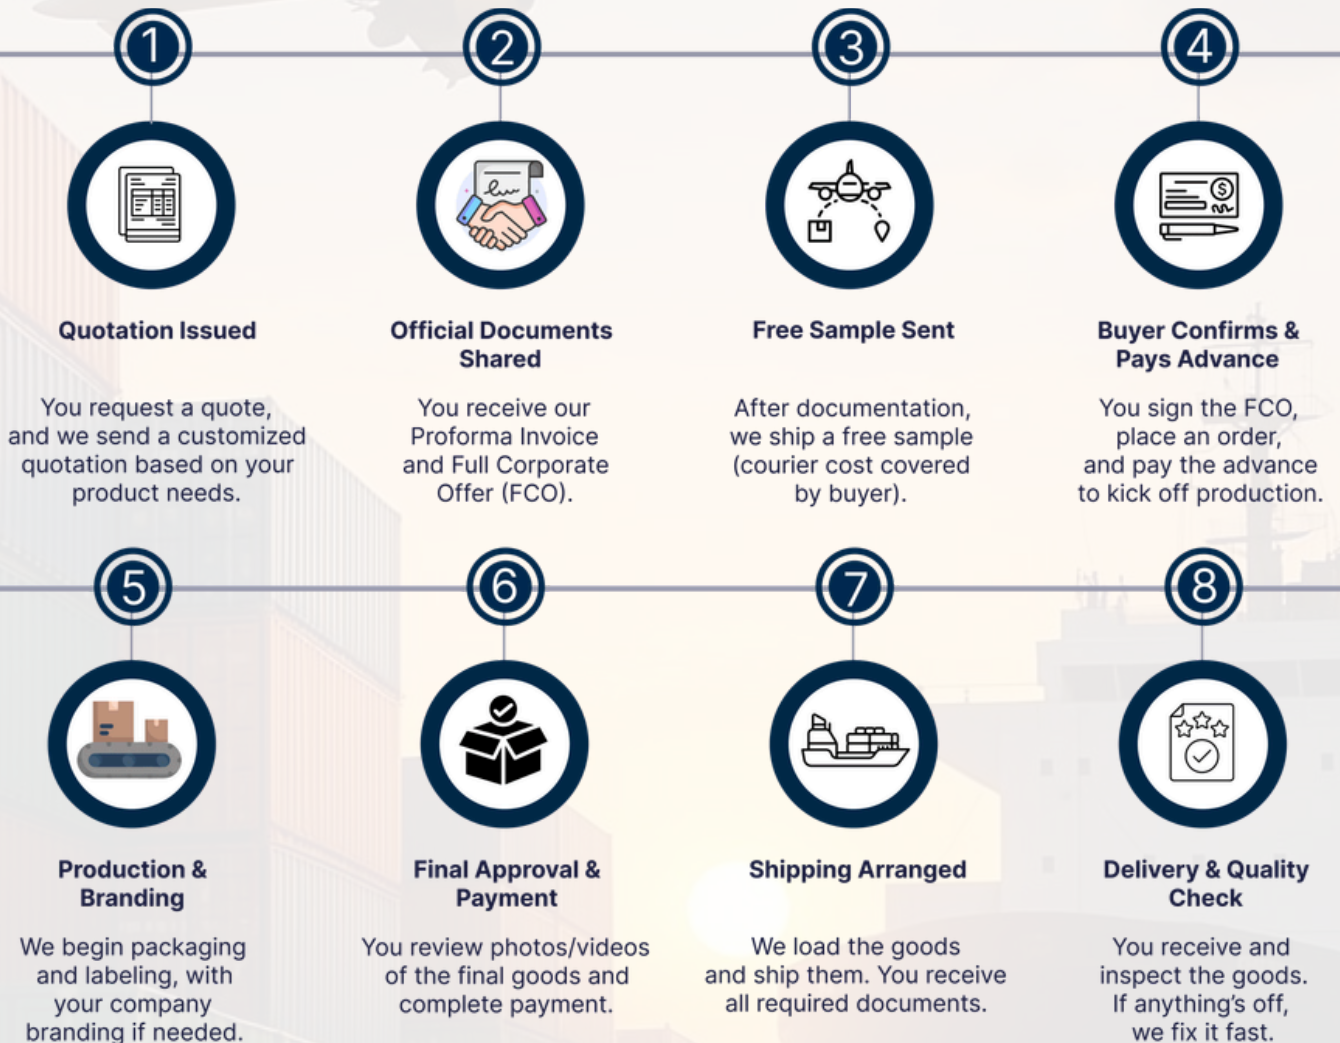 1
2
3
4
Quotation Issued
You request a quote,
and we send a customized
quotation based on your
product needs.
Official Documents
Shared
You receive our
Proforma Invoice
and Full Corporate
Offer (FCO).
Free Sample Sent
After documentation,
we ship a free sample
(courier cost covered
by buyer).
$
Buyer Confirms &
Pays Advance
You sign the FCO,
place an order,
and pay the advance
to kick off production.
5
6
7
8
Production &
Branding
We begin packaging
and labeling, with
your company
branding if needed.
Final Approval &
Payment
You review photos/videos
of the final goods and
complete payment.
Shipping Arranged
We load the goods
and ship them. You receive
all required documents.
Delivery & Quality
Check
You receive and
inspect the goods.
If anything's off,
we fix it fast.